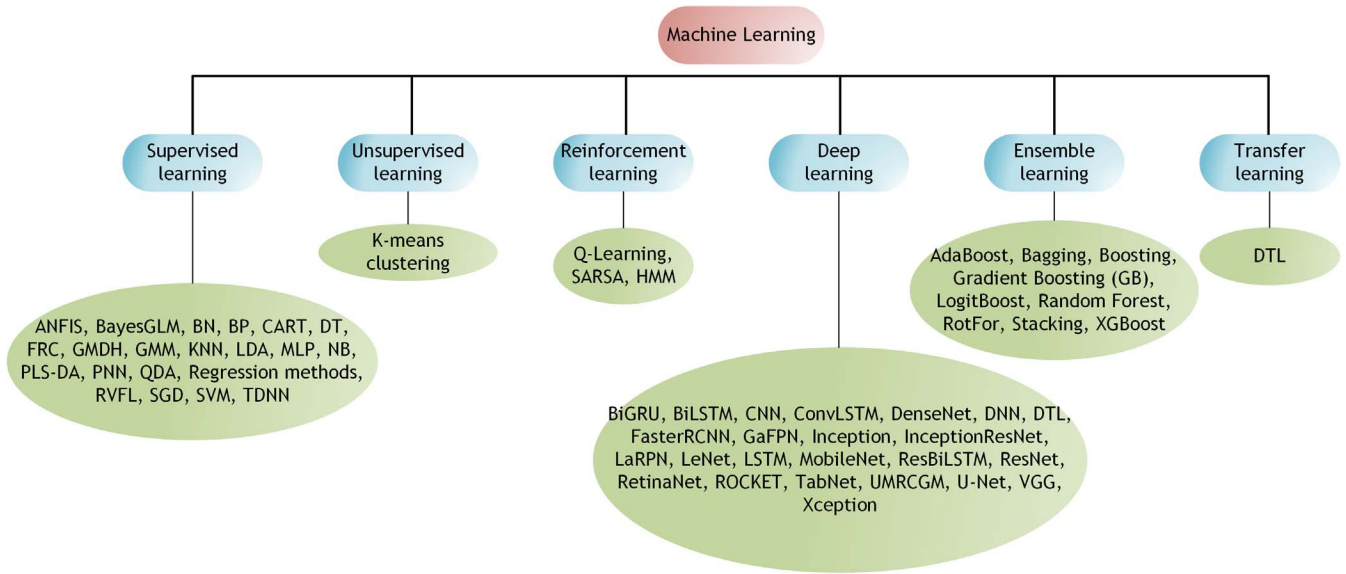 Machine Learning
Supervised
learning
Unsupervised
learning
Reinforcement
learning
Deep
learning
Ensemble
learning
Transfer
learning
ANFIS, BayesGLM, BN, BP, CART, DT,
FRC, GMDH, GMM, KNN, LDA, MLP, NB,
PLS-DA, PNN, QDA, Regression methods,
RVFL, SGD, SVM, TDNN
K-means
clustering
Q-Learning,
SARSA, HMM
BiGRU, BiLSTM, CNN, ConvLSTM, DenseNet, DNN, DTL,
FasterRCNN, GaFPN, Inception, InceptionResNet,
LaRPN, LeNet, LSTM, MobileNet, ResBiLSTM, ResNet,
RetinaNet, ROCKET, TabNet, UMRCGM, U-Net, VGG,
Xception
AdaBoost, Bagging, Boosting,
Gradient Boosting (GB),
LogitBoost, Random Forest,
RotFor, Stacking, XGBoost
DTL